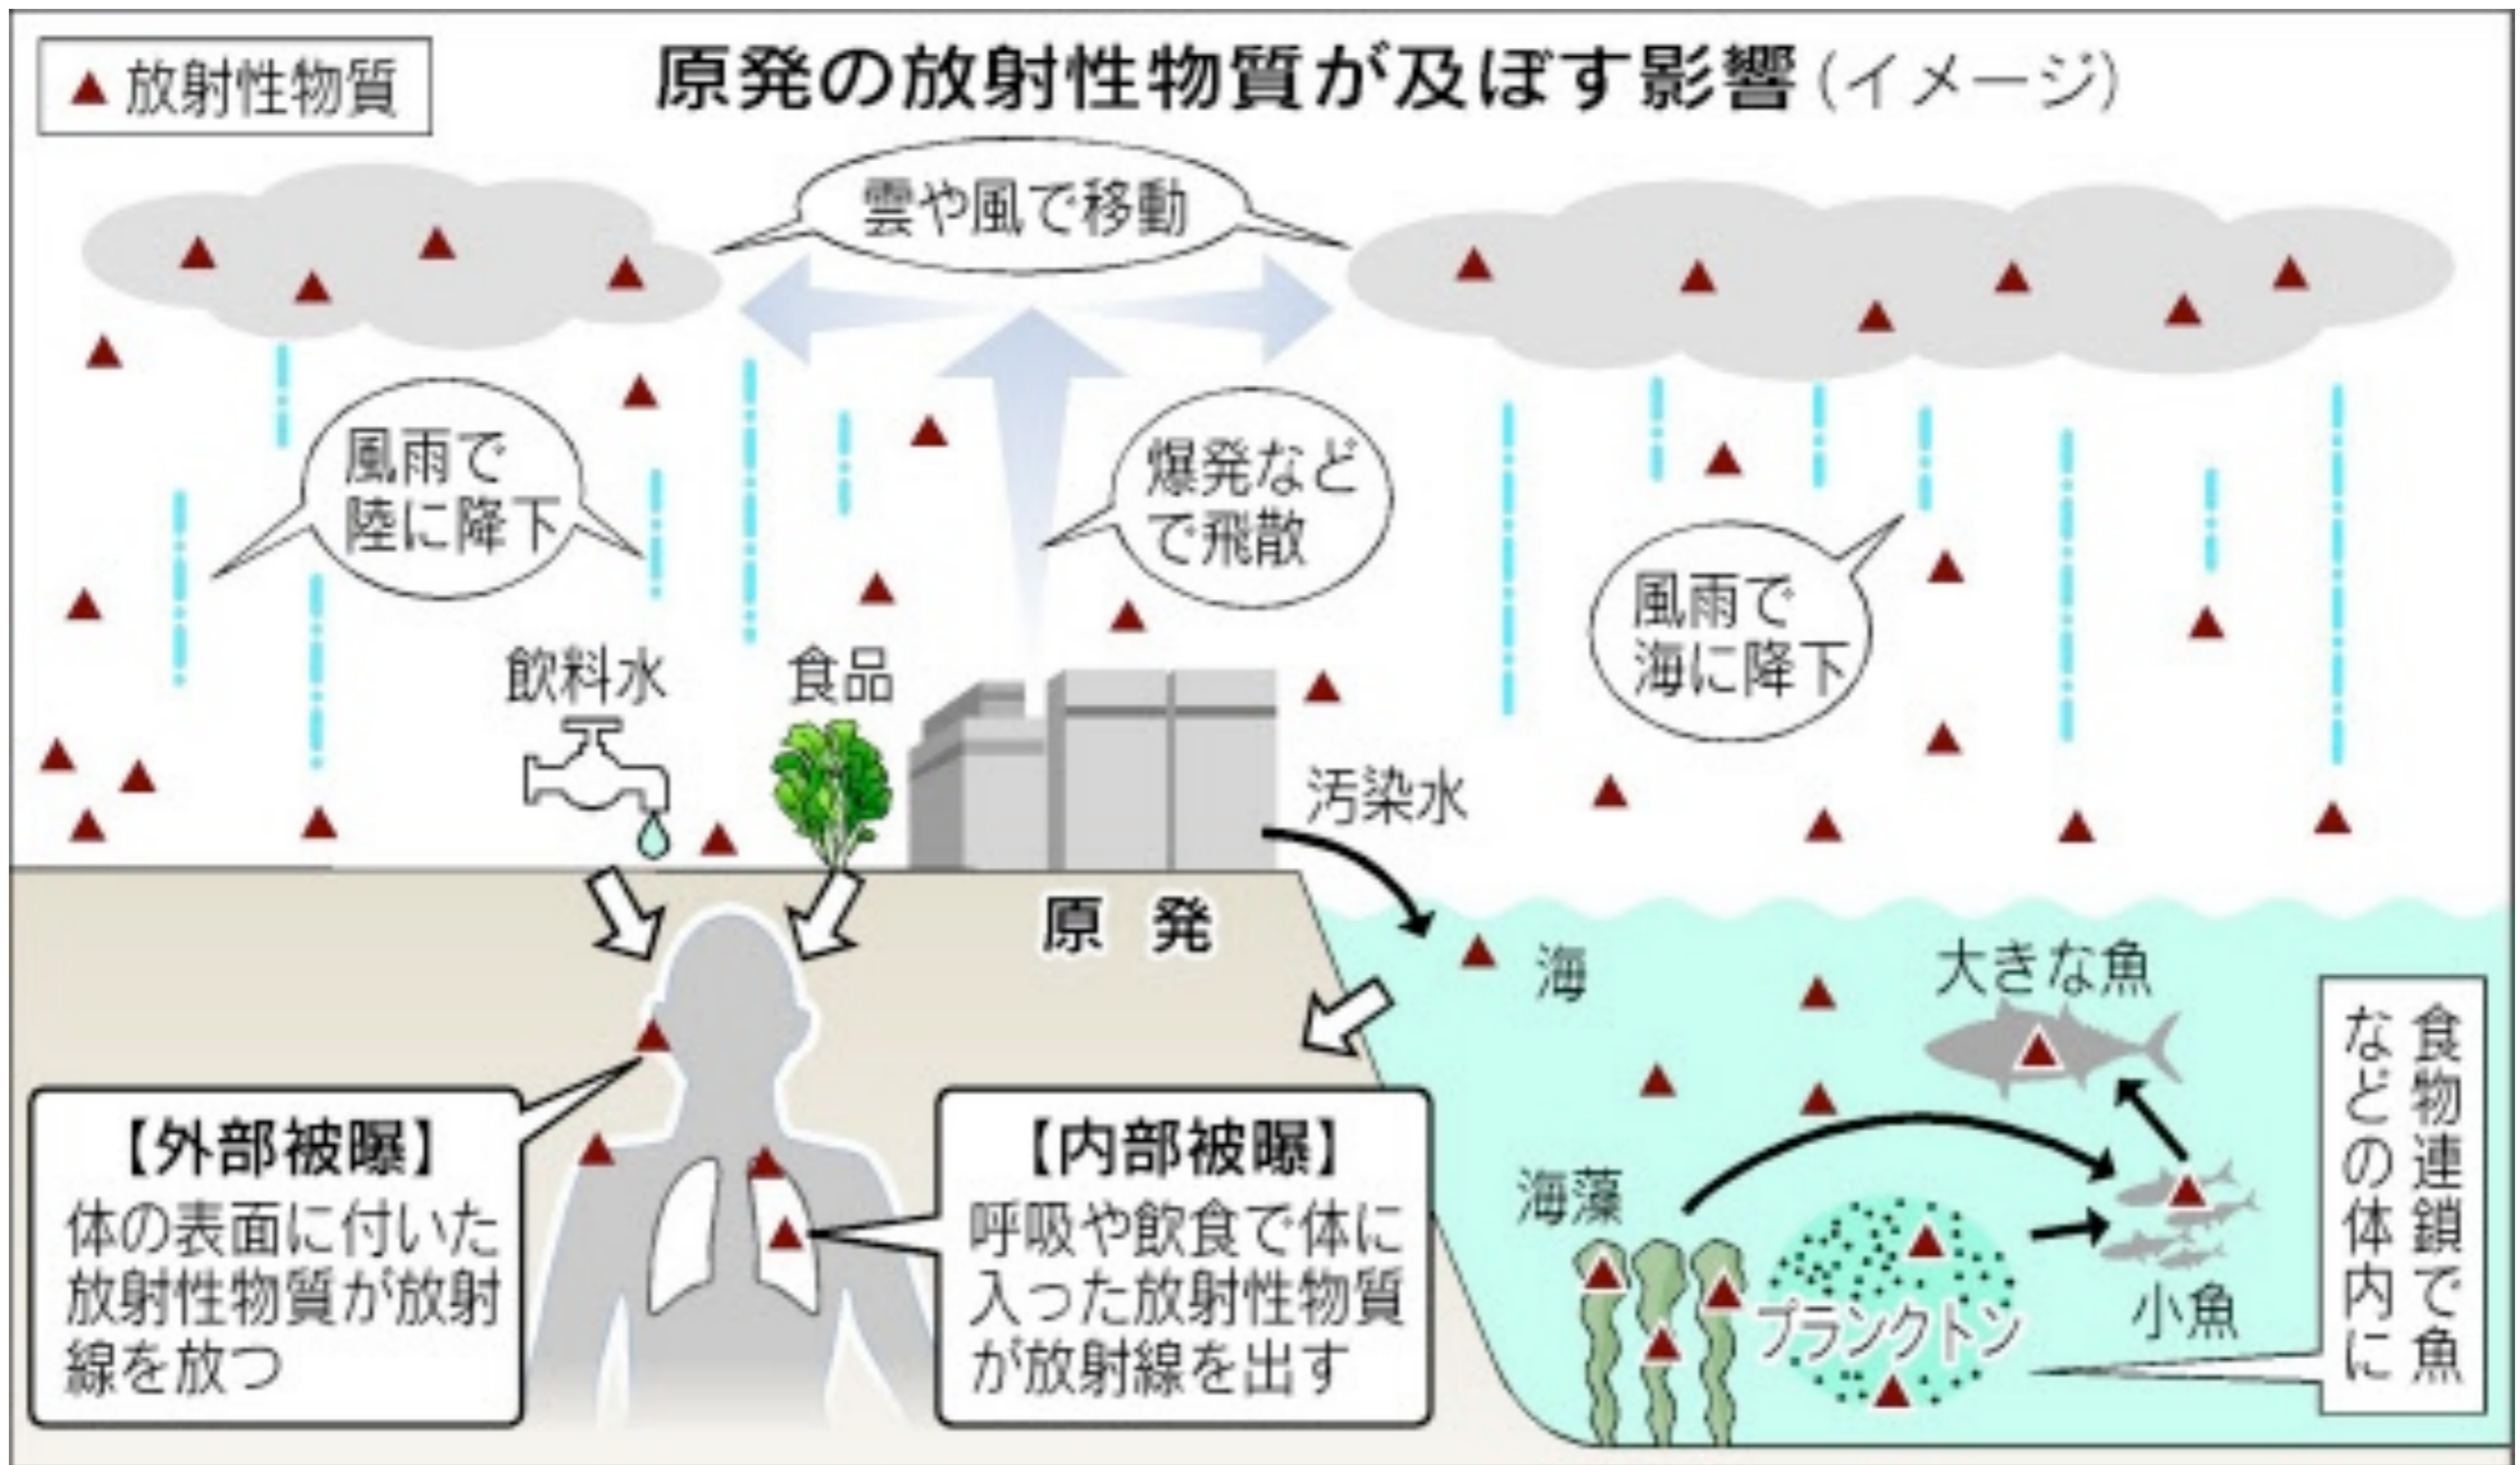 放射性物質
原発の放射性物質が及ぼす影響(イメージ)
雲や風で移動
風雨で
陸に降下
爆発など
で飛散
風雨で
海に降下
飲料水
食品
汚染水
原発
海
大きな魚
食物連鎖で魚
などの体内に
【外部被曝】
体の表面に付いた
放射性物質が放射
線を放つ
【内部被曝】
呼吸や飲食で体に
入った放射性物質
が放射線を出す
海藻
プランクトン
小魚